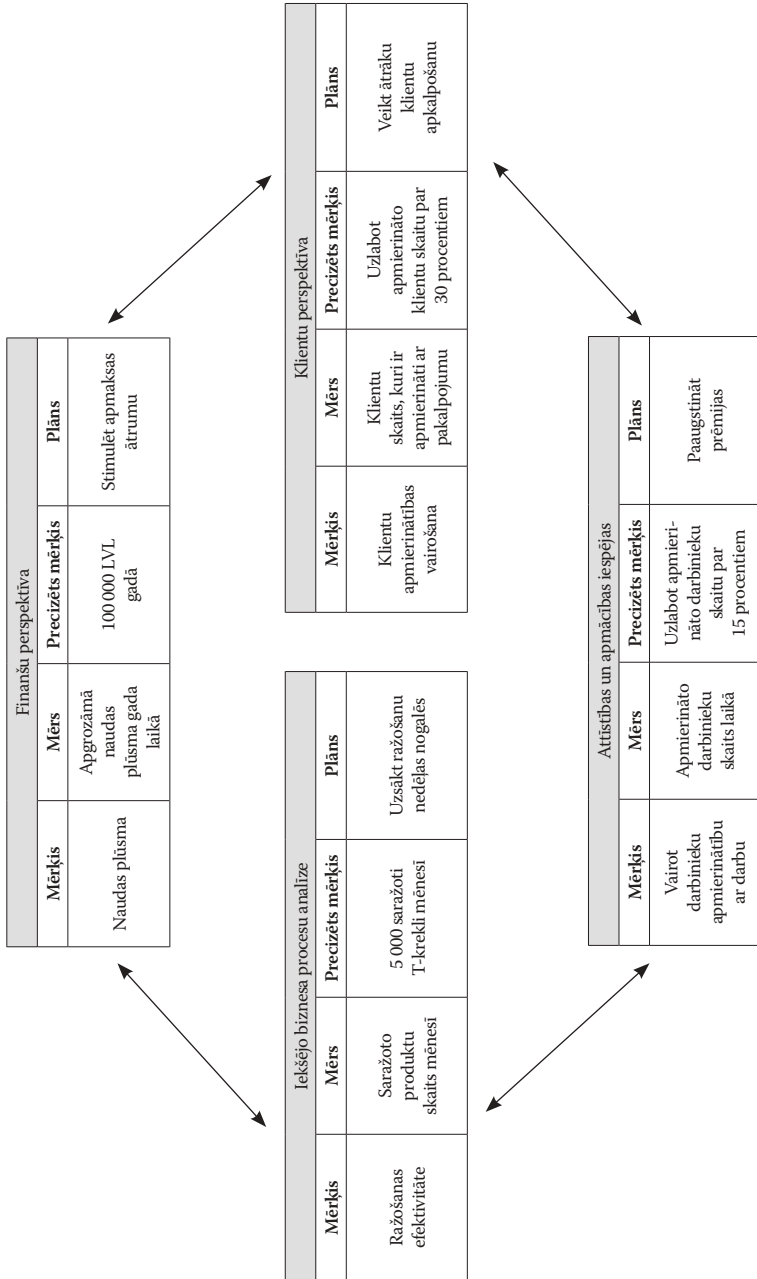 Finanšu perspektīva
Mērķis
Mērs
Precizēts mērķis
Plāns
Naudas plūsma
Apgrozāmā
naudas
plūsma gada
laikā
100 000 LVL
gadā
Stimulēt apmaksas
ātrumu
Iekšējo biznesa procesu analīze
Mērķis
Mērs
Precizēts mērķis
Plāns
Ražošanas
efektivitāte
Saražoto
produktu
skaits mēnesī
5 000 saražoti
T-krekli mēnesī
Uzsākt ražošanu
nedēļas nogalēs
Klientu perspektīva
Mērķis
Mērs
Precizēts mērķis
Plāns
Klientu
apmierinātības
vairošana
Klientu
skaits, kuri ir
apmierināti ar
pakalpojumu
Uzlabot
apmierināto
klientu skaitu par
30 procentiem
Veikt ātrāku
klientu
apkalpošanu
Attīstības un apmācības iespējas
Mērķis
Mērs
Precizēts mērķis
Plāns
Vairot
darbinieku
apmierinātību
ar darbu
Apmierināto
darbinieku
skaits laikā
Uzlabot apmieri-
nāto darbinieku
skaitu par
15 procentiem
Paaugstināt
prēmijas